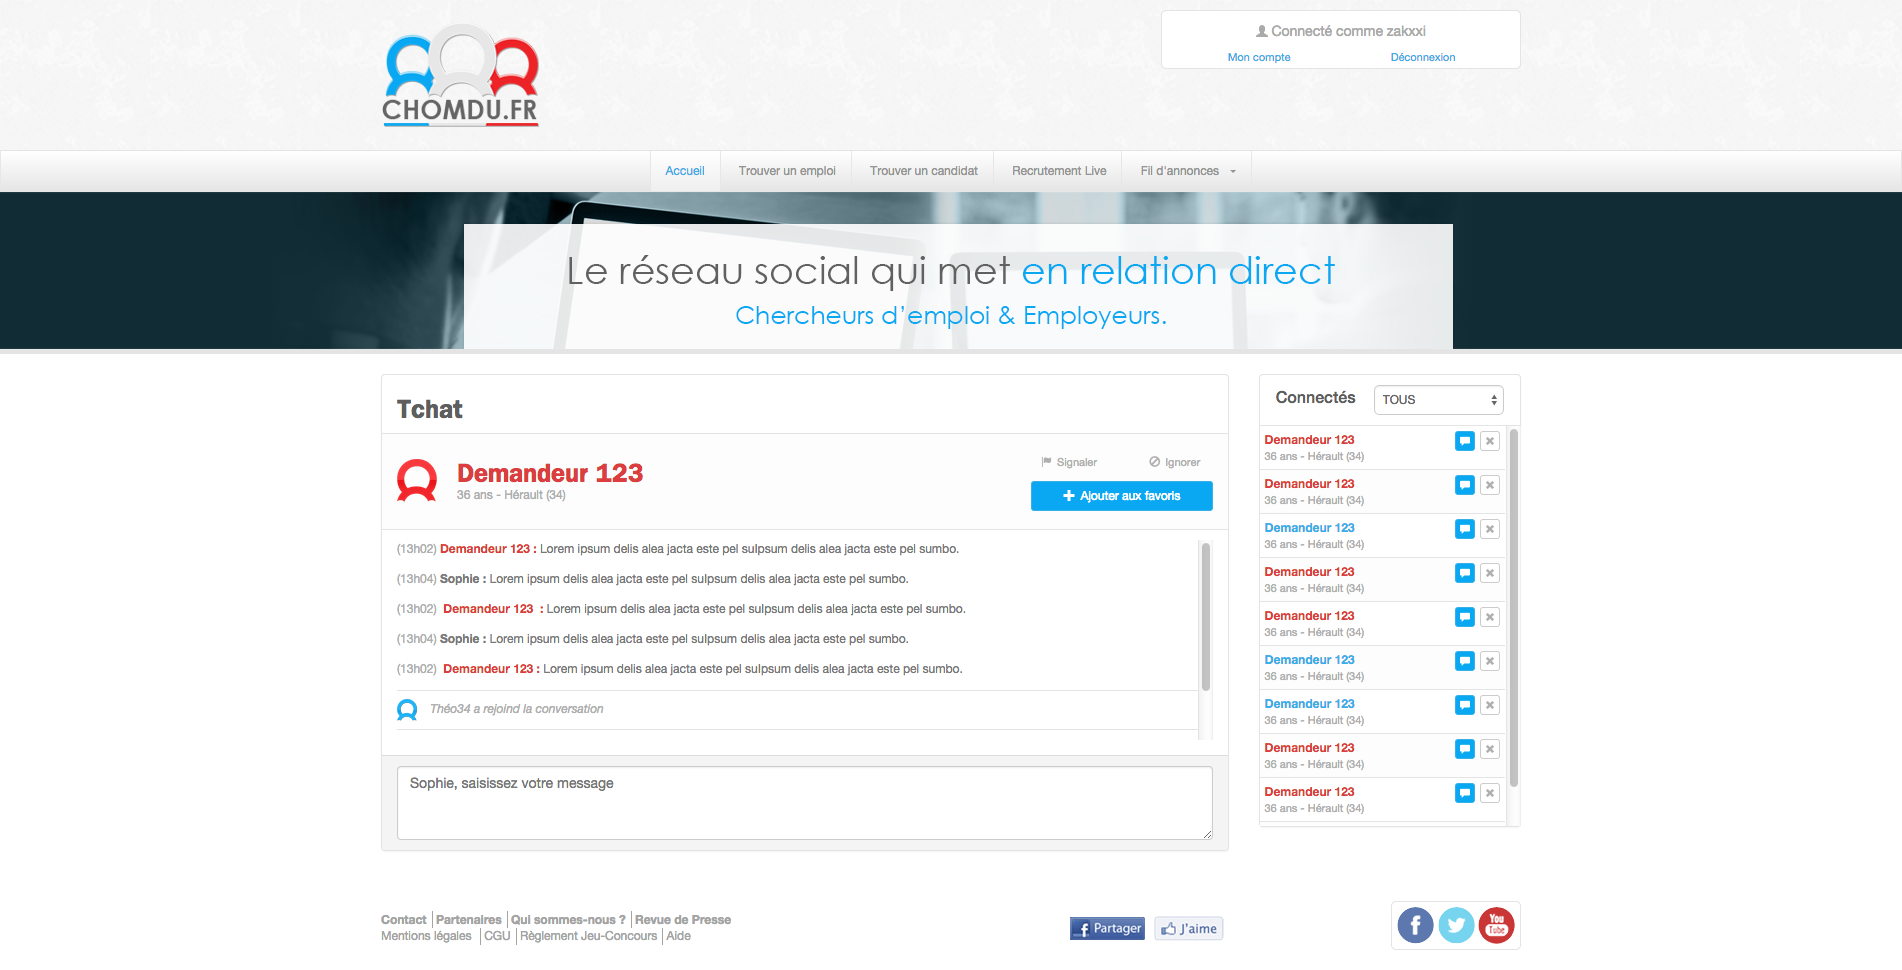 CHOMDU.FR
Connecté comme zakxxi
Mon compte Déconnexion
Accueil Trouver un emploi Trouver un candidat Recrutement Live Fil d'annonces
Le réseau social qui met en relation direct
Chercheurs d'emploi & Employeurs.
Tchat
Demandeur 123
36 ans - Hérault (34)
Signaler Ignorer
Ajouter aux favoris
(13h02) Demandeur 123 : Lorem ipsum delis alea jacta este pel sulpsum delis alea jacta este pel sumbo.
(13h04) Sophie : Lorem ipsum delis alea jacta este pel sulpsum delis alea jacta este pel sumbo.
(13h02) Demandeur 123 : Lorem ipsum delis alea jacta este pel sulpsum delis alea jacta este pel sumbo.
(13h04) Sophie : Lorem ipsum delis alea jacta este pel sulpsum delis alea jacta este pel sumbo.
(13h02) Demandeur 123 : Lorem ipsum delis alea jacta este pel sulpsum delis alea jacta este pel sumbo.
Théo34 a rejoind la conversation
Sophie, saisissez votre message
Connectés TOUS
Demandeur 123
36 ans - Hérault (34)
Demandeur 123
36 ans - Hérault (34)
Demandeur 123
36 ans - Hérault (34)
Demandeur 123
36 ans - Hérault (34)
Demandeur 123
36 ans - Hérault (34)
Demandeur 123
36 ans - Hérault (34)
Demandeur 123
36 ans - Hérault (34)
Demandeur 123
36 ans - Hérault (34)
Demandeur 123
36 ans - Hérault (34)
Contact Partenaires Qui sommes-nous ? Revue de Presse
Mentions légales CGU Règlement Jeu-Concours Aide
Partager J'aime
You
Tube